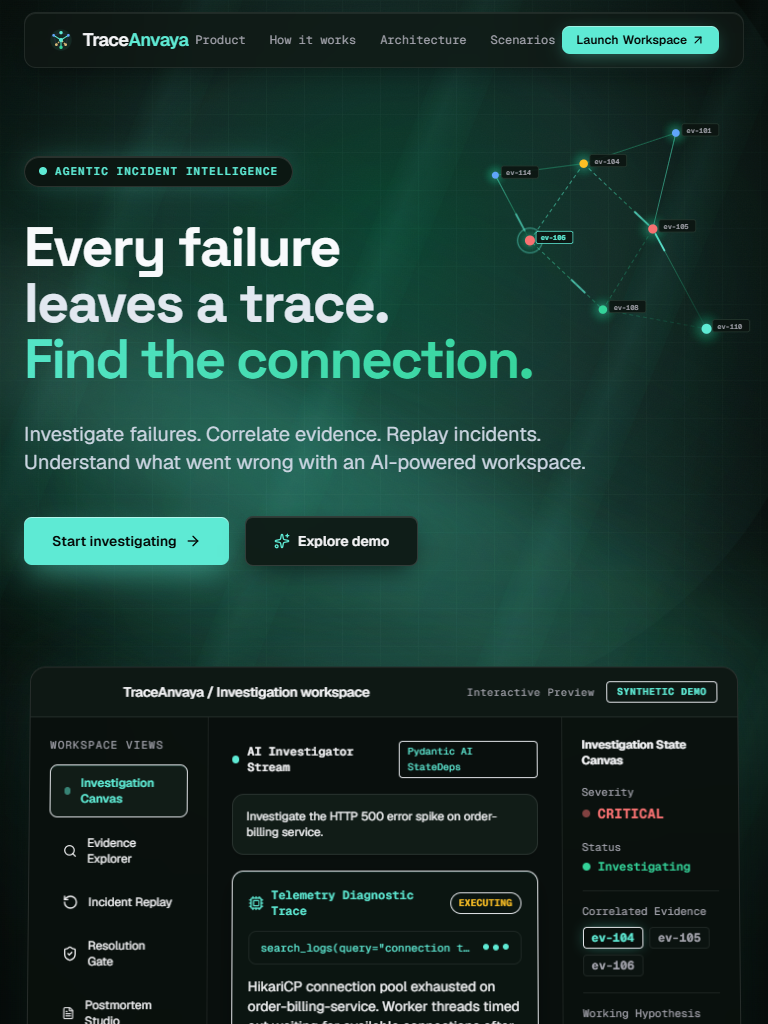 TraceAnvaya Product How it works Architecture Scenarios Launch Workspace
ev-101
ev-104
ev-114
AGENTIC INCIDENT INTELLIGENCE
ev-105
ev-106
Every failure
leaves a trace.
Find the connection.
ev-108
ev-110
Investigate failures. Correlate evidence. Replay incidents.
Understand what went wrong with an AI-powered workspace.
Start investigating
Explore demo
TraceAnvaya / Investigation workspace
Interactive Preview
SYNTHETIC DEMO
WORKSPACE VIEWS
Investigation
Canvas
Evidence
Explorer
Incident Replay
Resolution
Gate
Postmortem
Studio
AI Investigator
Stream
Pydantic AI
StateDeps
Investigate the HTTP 500 error spike on order-
billing service.
Telemetry Diagnostic
Trace
EXECUTING
search_logs(query="connection t…
HikariCP connection pool exhausted on
order-billing-service. Worker threads timed
out waiting for available connections after
Investigation State
Canvas
Severity
CRITICAL
Status
Investigating
Correlated Evidence
ev-104 ev-105
ev-106
Working Hypothesis